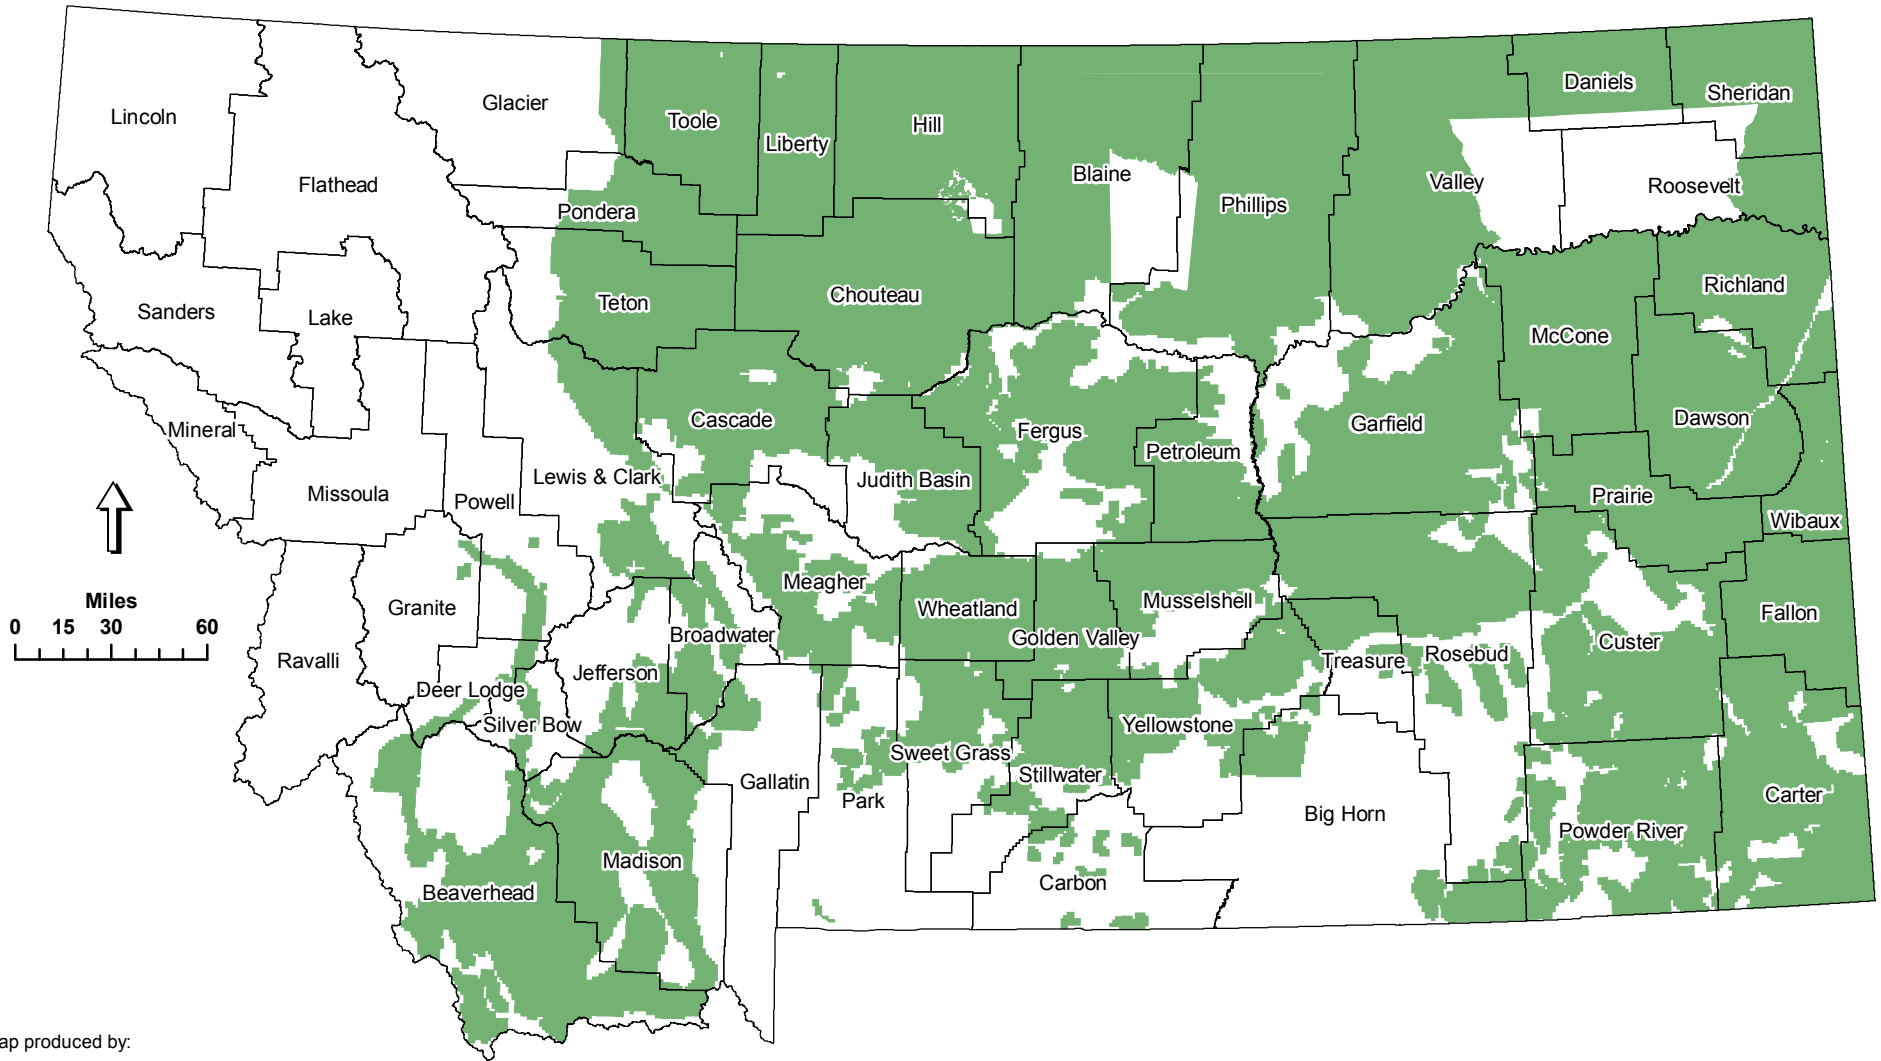 Lincoln
Flathead
Glacier
Toole
Liberty
Hill
Blaine
Phillips
Valley
Daniels
Sheridan
Roosevelt
Pondera
Teton
Chouteau
Richland
McCone
Dawson
Sanders
Lake
Mineral
Missoula
Powell
Lewis & Clark
Cascade
Judith Basin
Fergus
Petroleum
Garfield
Prairie
Wibaux
Granite
Ravalli
Deer Lodge
Silver Bow
Jefferson
Broadwater
Meagher
Wheatland
Golden Valley
Musselshell
Treasure
Rosebud
Custer
Fallon
Beaverhead
Madison
Gallatin
Park
Sweet Grass
Stillwater
Yellowstone
Carbon
Big Horn
Powder River
Carter
Miles
0 15 30 60
ap produced by: